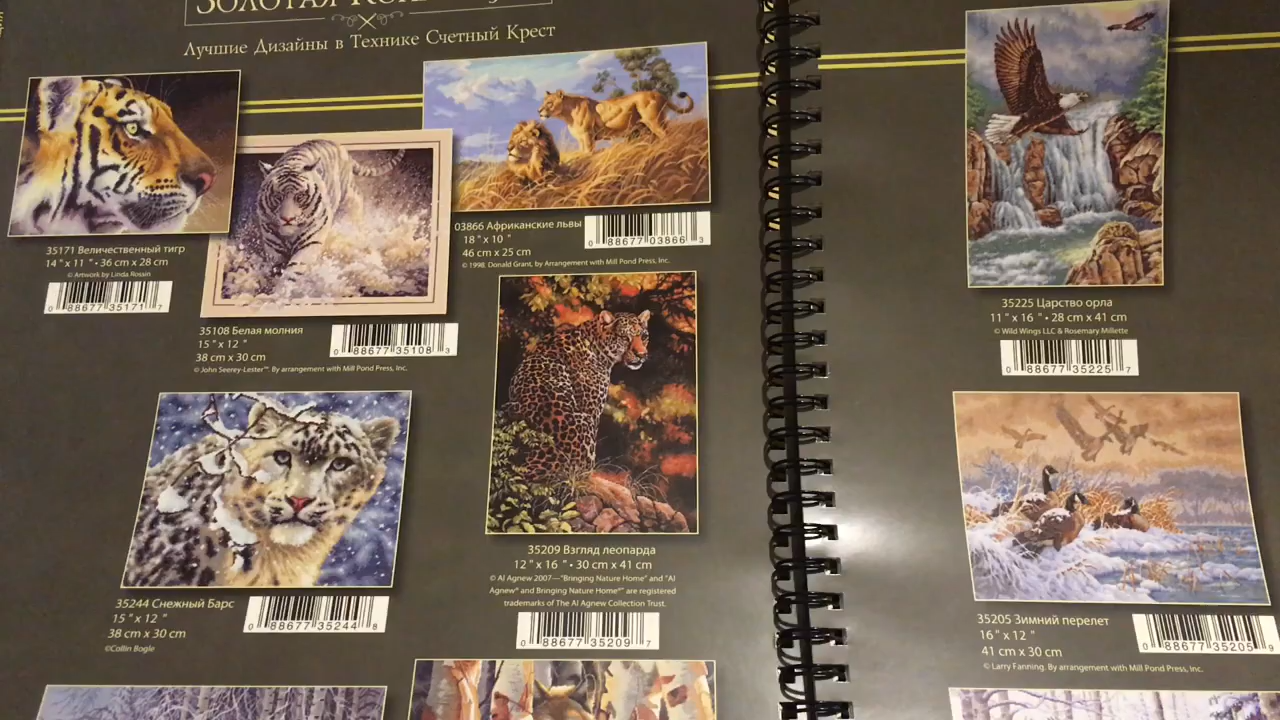 Золотая
Лучшие Дизайны в Технике Счетный Крест
35171 Величественный тигр
14 " x 11 " • 36 cm x 28 cm
© Artwork by Linda Rosain
0 88677 35171 7
35108 Белая молния
15 " x 12 "
38 cm x 30 cm
© John Seerey-Lester™. By arrangement with Mill Pond Press, Inc.
0 88677 35108 3
03866 Африканские львы
18 " x 10 "
46 cm x 25 cm
© 1998 Donald Grant, by Arrangement with Mill Pond Press, Inc.
0 88677 03866 3
35244 Снежный Барс
15 " x 12 "
38 cm x 30 cm
©Collin Bogle
0 88677 35244 8
35209 Взгляд леопарда
12 " x 16 " • 30 cm x 41 cm
© Al Agnew 2007—"Bringing Nature Home" and "Al
Agnew® and Bringing Nature Home®" are registered
trademarks of The Al Agnew Collection Trust.
0 88677 35209 7
35225 Царство орла
11 " x 16 " • 28 cm x 41 cm
© Wild Wings LLC & Rosemary Millette
0 88677 35225 7
35205 Зимний перелет
16 " x 12 "
41 cm x 30 cm
© Larry Fanning. By arrangement with Mill Pond Press, Inc.
0 88677 35205 9